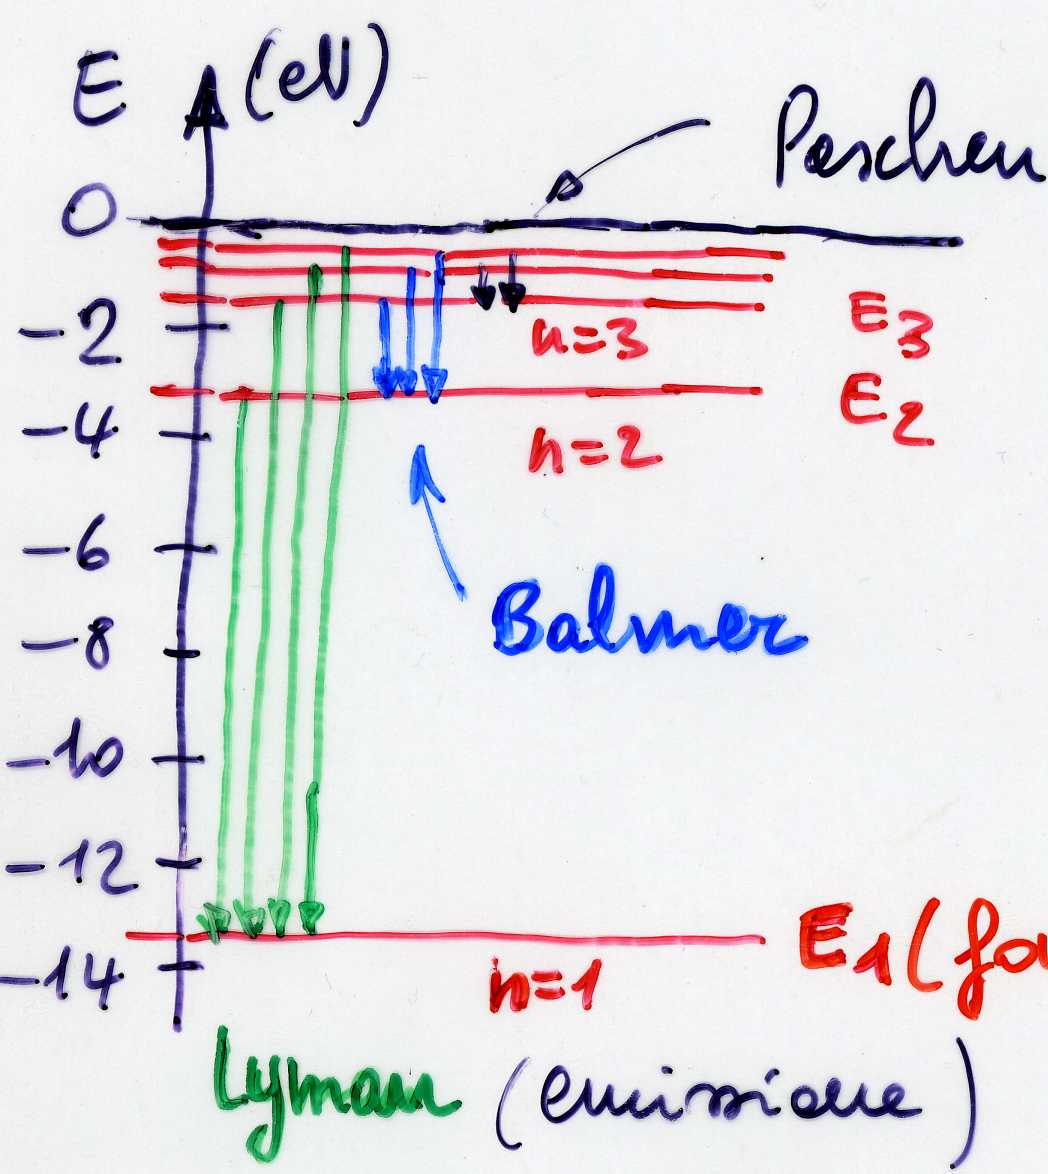 E (eV)
Paschen
0
-2
n=3
E3
E2
-4
n=2
-6
Balmer
-8
-10
-12
E1 (fo
-14
n=1
Lyman (emissione)